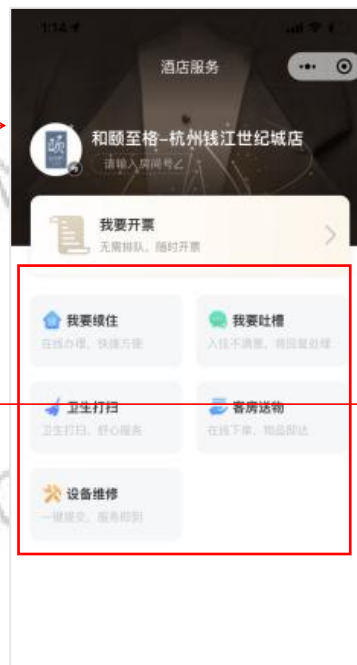 1:14
酒店服务
和颐至格-杭州钱江世纪城店
请输入房间号
我要开票
无需排队，随时开票
我要续住
在线办理，快捷方便
我要吐槽
入住不满意，将回复处理
卫生打扫
卫生打扫，舒心服务
客房送物
在线下单，物品即达
设备维修
一键提交，服务即到